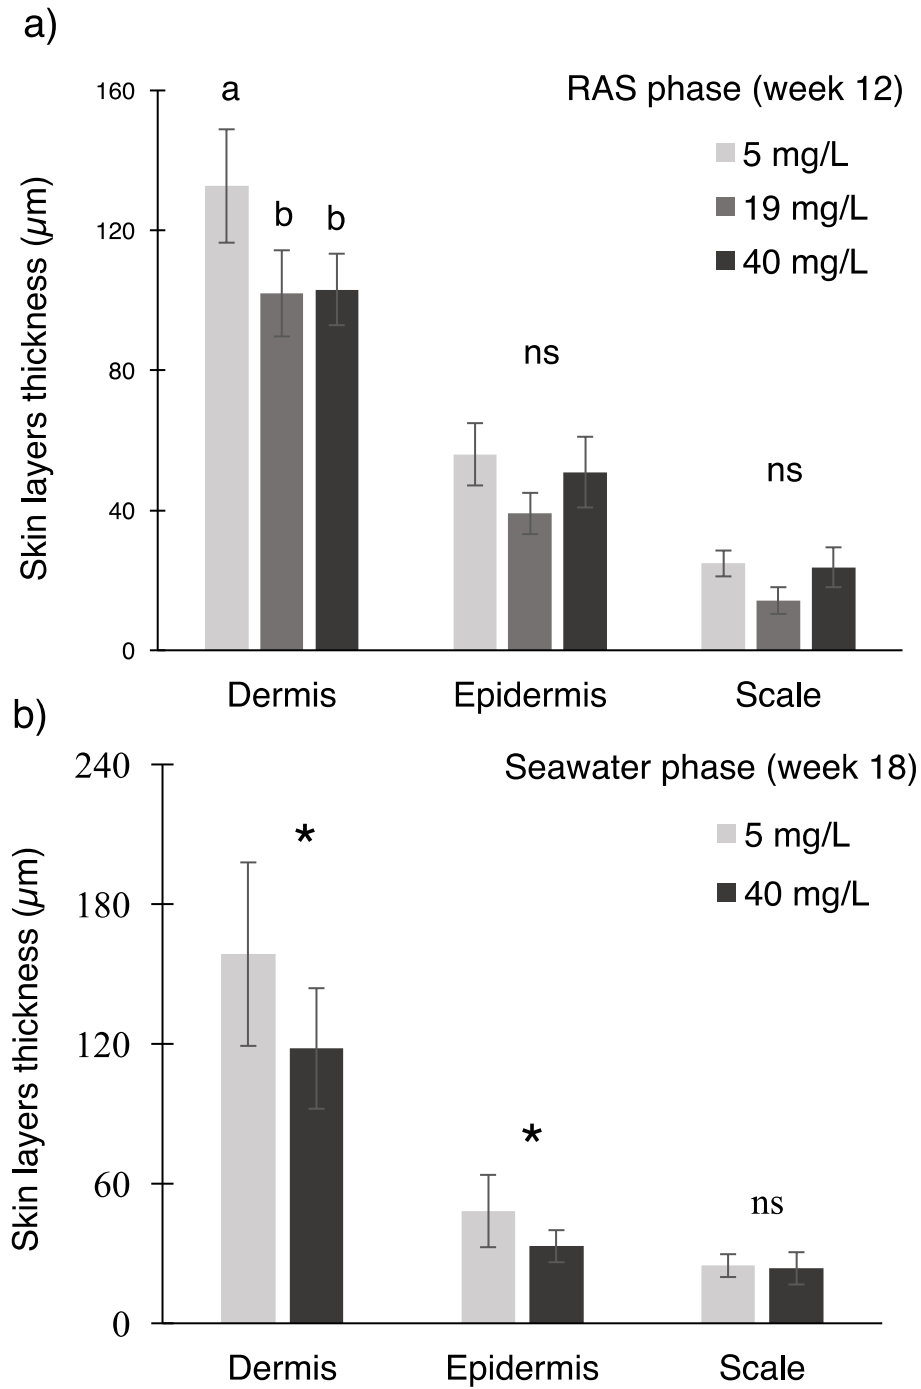 a)
RAS phase (week 12)
5 mg/L
19 mg/L
40 mg/L
Skin layers thickness (µm)
160
120
80
40
0
a
b
b
ns
ns
Dermis
Epidermis
Scale
b)
Seawater phase (week 18)
5 mg/L
40 mg/L
Skin layers thickness (µm)
240
180
120
60
0
*
*
ns
Dermis
Epidermis
Scale